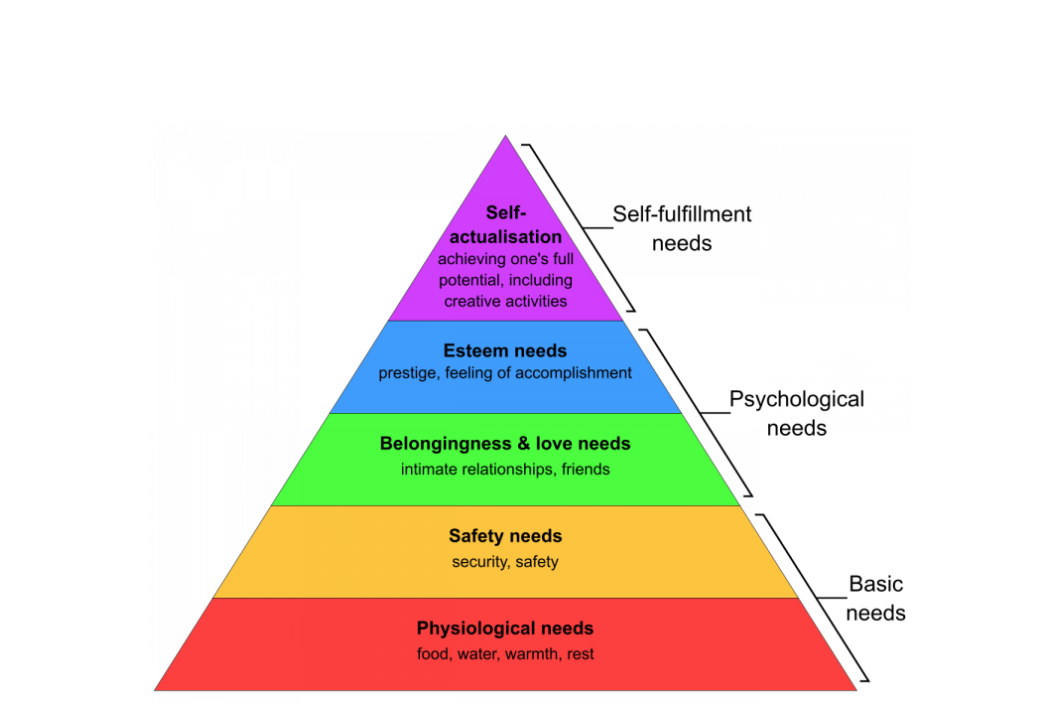 Self-
actualisation
achieving one's full
potential, including
creative activities
Self-fulfillment
needs
Esteem needs
prestige, feeling of accomplishment
Psychological
needs
Belongingness & love needs
intimate relationships, friends
Safety needs
security, safety
Basic
needs
Physiological needs
food, water, warmth, rest